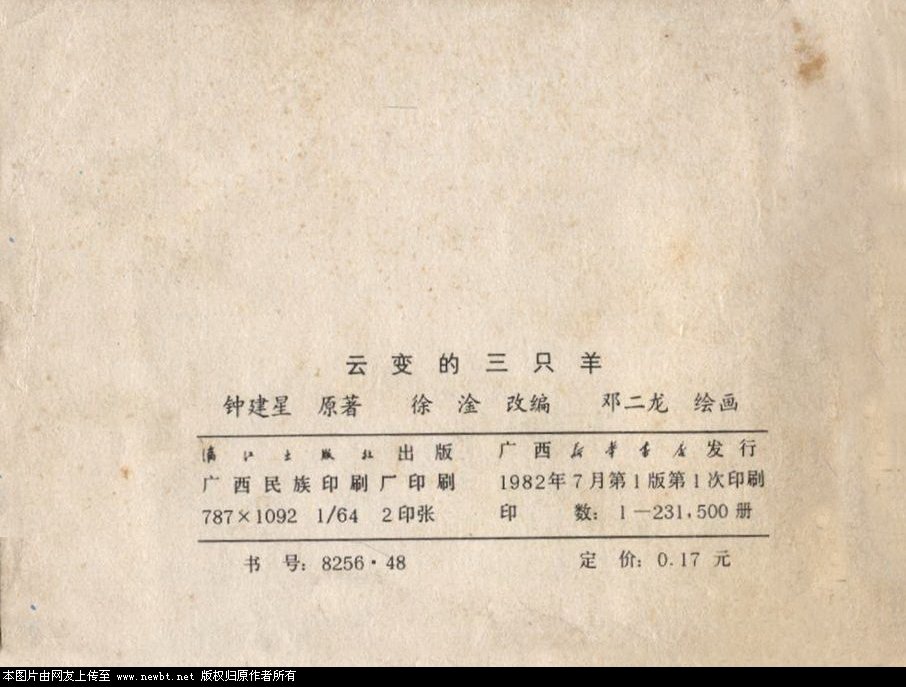 云变的三只羊
钟建星 原著 徐淦 改编 邓二龙 绘画
漓江出版社出版 广西新华书店发行
广西民族印刷厂印刷 1982年7月第1版第1次印刷
787×1092 1/64 2印张 印 数：1—231,500册
书 号：8256·48 定 价：0.17 元
本图片由网友上传至 www.newbt.net 版权归原作者所有